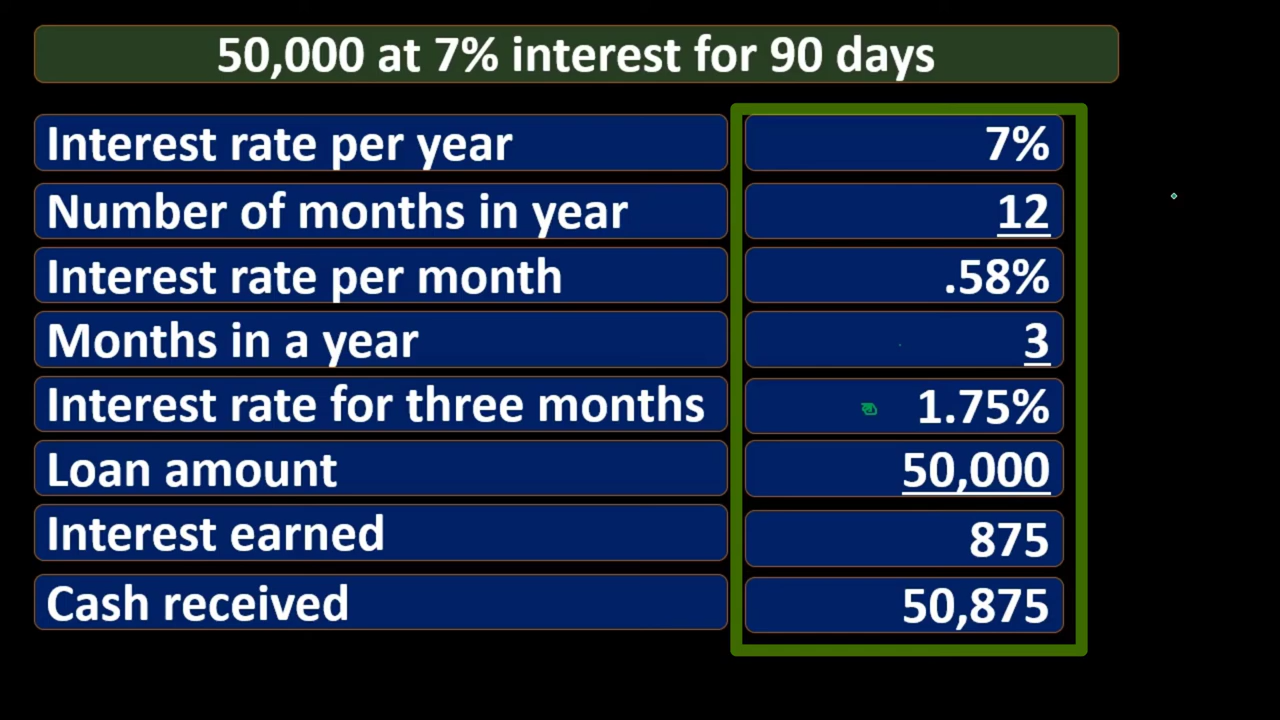 50,000 at 7% interest for 90 days
Interest rate per year 7%
Number of months in year 12
Interest rate per month .58%
Months in a year 3
Interest rate for three months 1.75%
Loan amount 50,000
Interest earned 875
Cash received 50,875